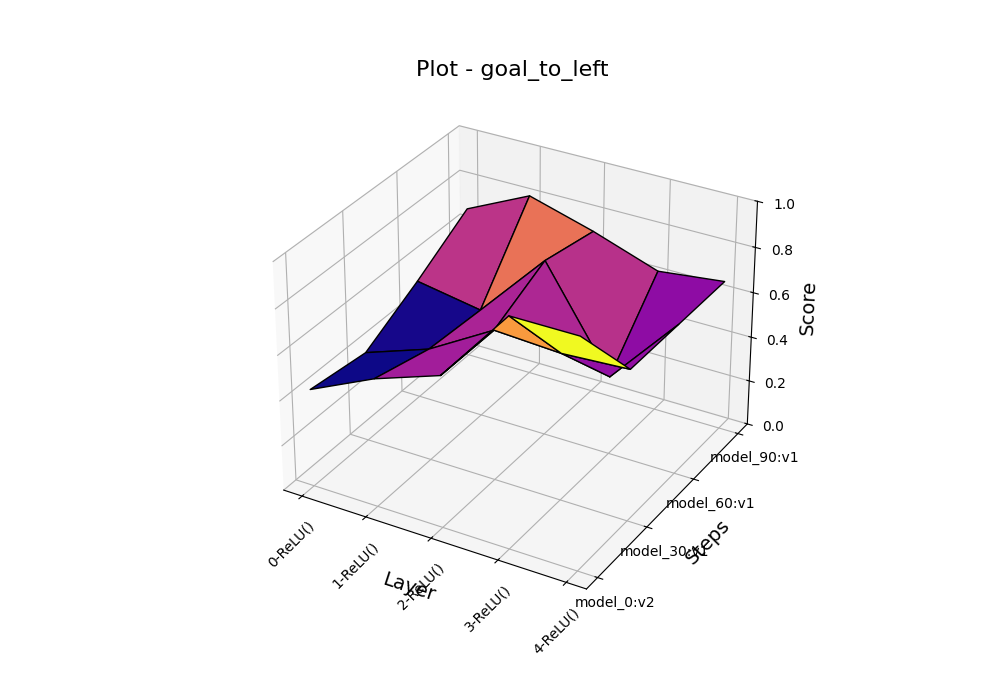 Plot - goal_to_left
1.0
0.8
0.6
0.4
0.2
0.0
Score
model_90:v1
model_60:v1
model_30:v1
model_0:v2
Steps
0-ReLU()
1-ReLU()
2-ReLU()
3-ReLU()
4-ReLU()
Layer